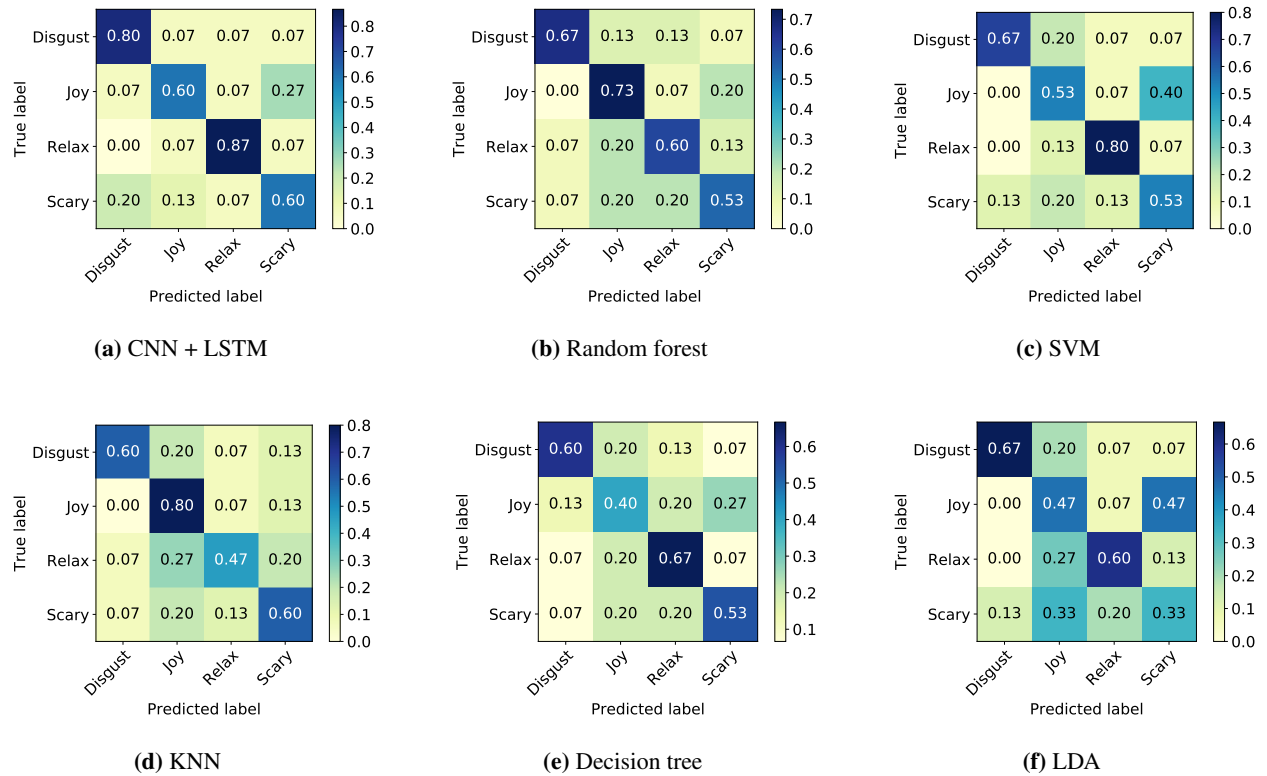 Disgust 0.80 0.07 0.07 0.07
Joy 0.07 0.60 0.07 0.27
Relax 0.00 0.07 0.87 0.07
Scary 0.20 0.13 0.07 0.60
True label
Disgust Joy Relax Scary
Predicted label
0.8
0.7
0.6
0.5
0.4
0.3
0.2
0.1
0.0
(a) CNN + LSTM
Disgust 0.67 0.13 0.13 0.07
Joy 0.00 0.73 0.07 0.20
Relax 0.07 0.20 0.60 0.13
Scary 0.07 0.20 0.20 0.53
True label
Disgust Joy Relax Scary
Predicted label
0.7
0.6
0.5
0.4
0.3
0.2
0.1
0.0
(b) Random forest
Disgust 0.67 0.20 0.07 0.07
Joy 0.00 0.53 0.07 0.40
Relax 0.00 0.13 0.80 0.07
Scary 0.13 0.20 0.13 0.53
True label
Disgust Joy Relax Scary
Predicted label
0.8
0.7
0.6
0.5
0.4
0.3
0.2
0.1
0.0
(c) SVM
Disgust 0.60 0.20 0.07 0.13
Joy 0.00 0.80 0.07 0.13
Relax 0.07 0.27 0.47 0.20
Scary 0.07 0.20 0.13 0.60
True label
Disgust Joy Relax Scary
Predicted label
0.8
0.7
0.6
0.5
0.4
0.3
0.2
0.1
0.0
(d) KNN
Disgust 0.60 0.20 0.13 0.07
Joy 0.13 0.40 0.20 0.27
Relax 0.07 0.20 0.67 0.07
Scary 0.07 0.20 0.20 0.53
True label
Disgust Joy Relax Scary
Predicted label
0.6
0.5
0.4
0.3
0.2
0.1
(e) Decision tree
Disgust 0.67 0.20 0.07 0.07
Joy 0.00 0.47 0.07 0.47
Relax 0.00 0.27 0.60 0.13
Scary 0.13 0.33 0.20 0.33
True label
Disgust Joy Relax Scary
Predicted label
0.6
0.5
0.4
0.3
0.2
0.1
0.0
(f) LDA